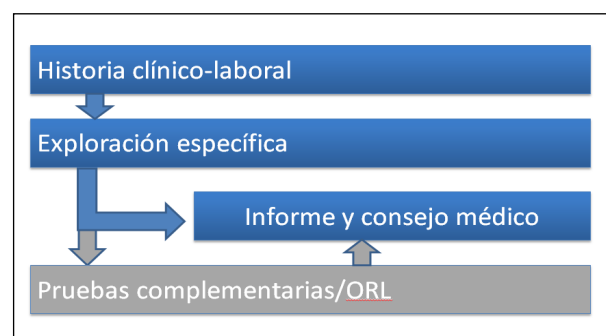 Historia clínico-laboral
Exploración específica
Informe y consejo médico
Pruebas complementarias/ORL